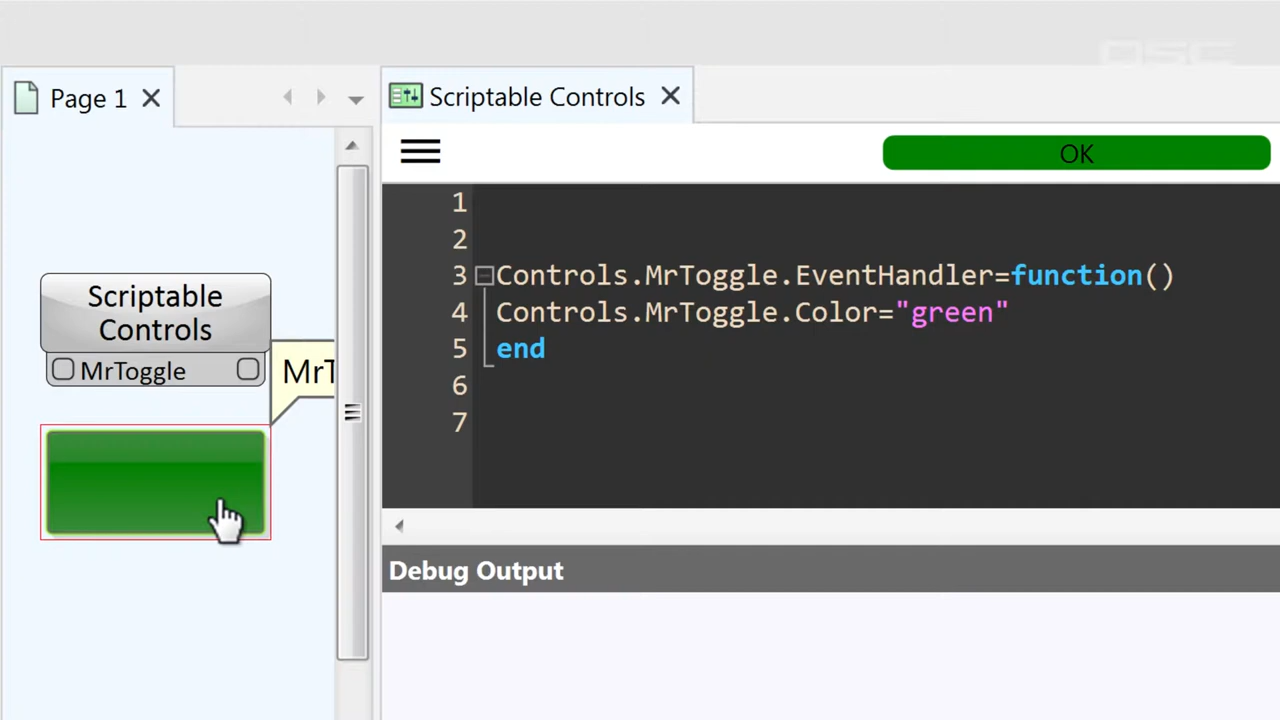 QSC
Page 1
Scriptable Controls
OK
Scriptable
Controls
MrToggle
MrT
1
2
3 Controls.MrToggle.EventHandler=function()
4 Controls.MrToggle.Color="green"
5 end
6
7
Debug Output